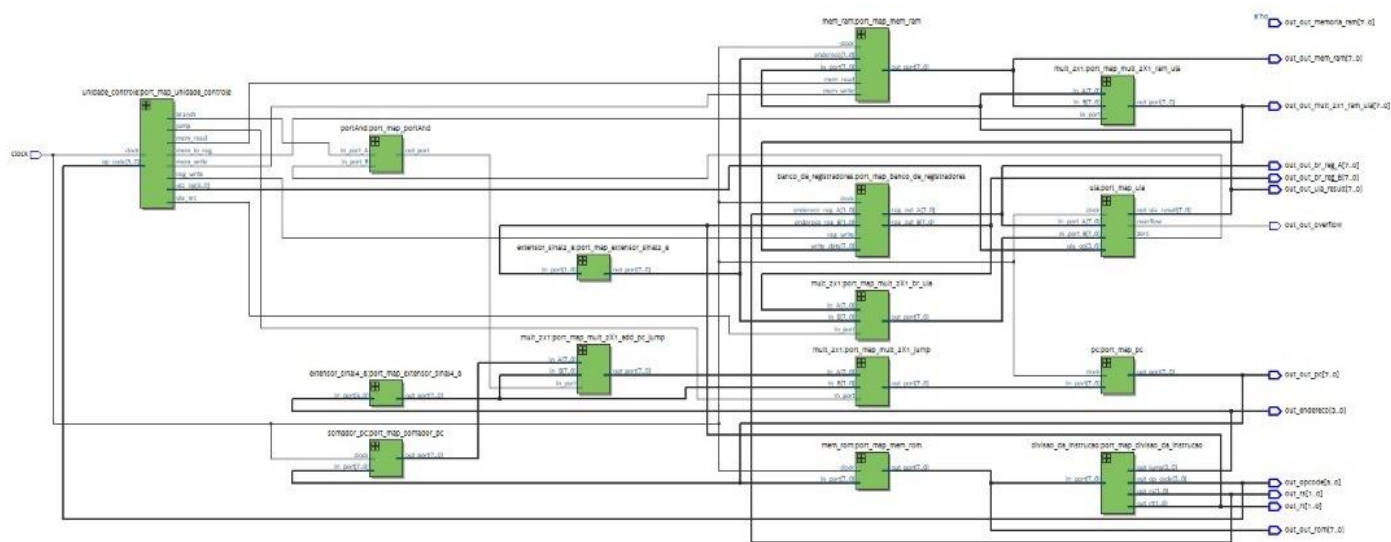 mem_ram:port_map_mem_ram
clock
endereco[7..0]
in_port[7..0]
mem_read
mem_write
out_port[7..0]
out_out_memoria_ram[7..0]
out_out_mem_ram[7..0]
mult_2x1:port_map_mult_2X1_ram_ula
in_A[7..0]
in_B[7..0]
in_port
out_port[7..0]
out_out_mult_2x1_ram_ula[7..0]
unidade_controle:port_map_unidade_controle
clock
op_code[3..0]
branch
jump
mem_read
mem_to_reg
mem_write
reg_write
ula_op[3..0]
ula_src
clock
portAnd:port_map_portAnd
in_port_A
in_port_B
out_port
banco_de_registradores:port_map_banco_de_registradores
clock
endereco_reg_A[1..0]
endereco_reg_B[1..0]
reg_write
write_data[7..0]
reg_out_A[7..0]
reg_out_B[7..0]
ula:port_map_ula
clock
in_port_A[7..0]
in_port_B[7..0]
ula_op[3..0]
out_ula_result[7..0]
overflow
zero
out_out_br_reg_A[7..0]
out_out_br_reg_B[7..0]
out_out_ula_result[7..0]
out_out_overflow
extensor_sinal2_8:port_map_extensor_sinal2_8
in_port[1..0]
out_port[7..0]
mult_2x1:port_map_mult_2X1_br_ula
in_A[7..0]
in_B[7..0]
in_port
out_port[7..0]
mult_2x1:port_map_mult_2X1_add_pc_jump
in_A[7..0]
in_B[7..0]
in_port
out_port[7..0]
mult_2x1:port_map_mult_2X1_jump
in_A[7..0]
in_B[7..0]
in_port
out_port[7..0]
pc:port_map_pc
clock
in_port[7..0]
out_port[7..0]
out_out_pc[7..0]
extensor_sinal4_8:port_map_extensor_sinal4_8
in_port[3..0]
out_port[7..0]
out_endereco[3..0]
somador_pc:port_map_somador_pc
clock
in_port[7..0]
out_port[7..0]
mem_rom:port_map_mem_rom
clock
in_port[7..0]
out_port[7..0]
divisao_da_instrucao:port_map_divisao_da_instrucao
in_port[7..0]
out_jump[3..0]
out_op_code[3..0]
out_rs[1..0]
out_rt[1..0]
out_opcode[3..0]
out_rs[1..0]
out_rt[1..0]
out_out_rom[7..0]